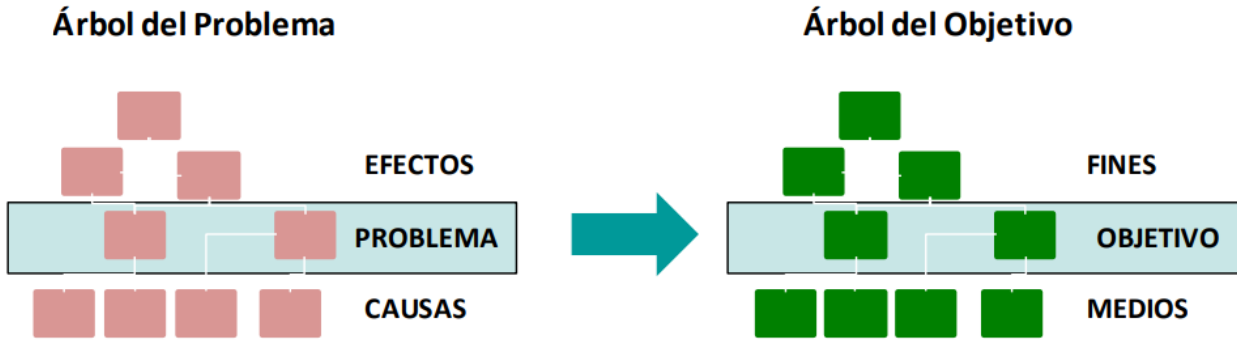 Árbol del Problema
Árbol del Objetivo
EFECTOS
FINES
PROBLEMA
OBJETIVO
CAUSAS
MEDIOS